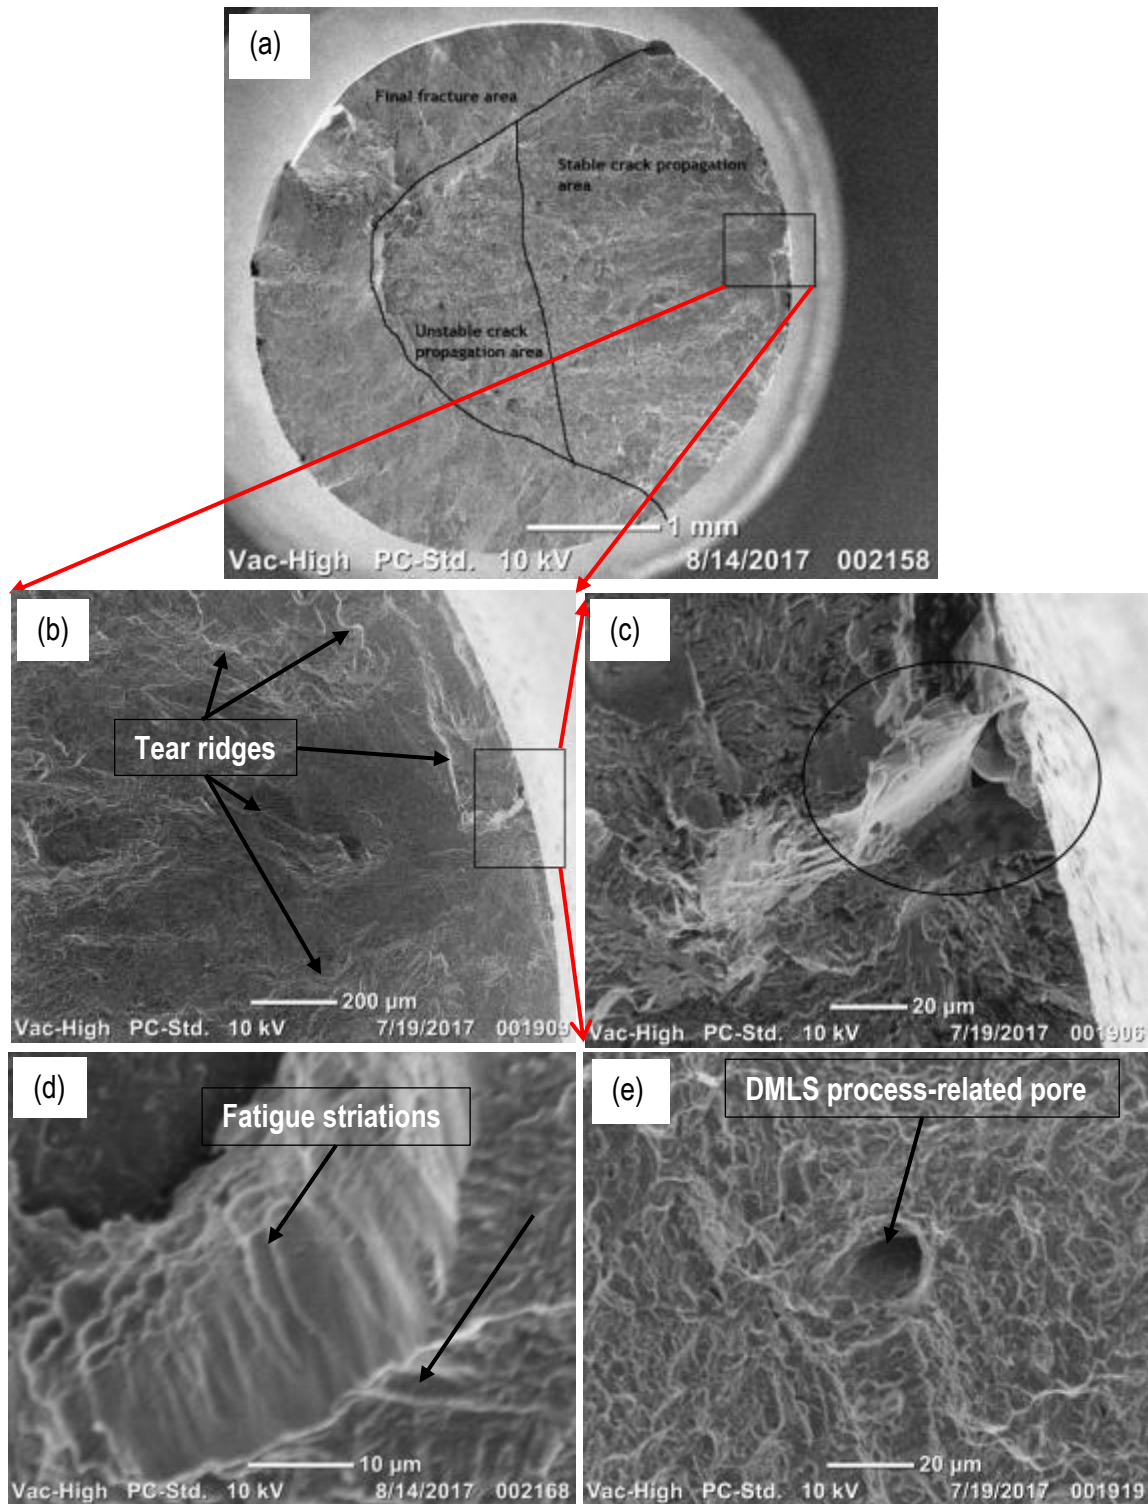 (a)
Final fracture area
Stable crack propagation
area
Unstable crack
propagation area
1 mm
Vac-High PC-Std. 10 kV 8/14/2017 002158
(b)
Tear ridges
200 µm
Vac-High PC-Std. 10 kV 7/19/2017 001909
(c)
20 µm
Vac-High PC-Std. 10 kV 7/19/2017 001906
(d)
Fatigue striations
10 µm
Vac-High PC-Std. 10 kV 8/14/2017 002168
(e)
DMLS process-related pore
20 µm
Vac-High PC-Std. 10 kV 7/19/2017 001919